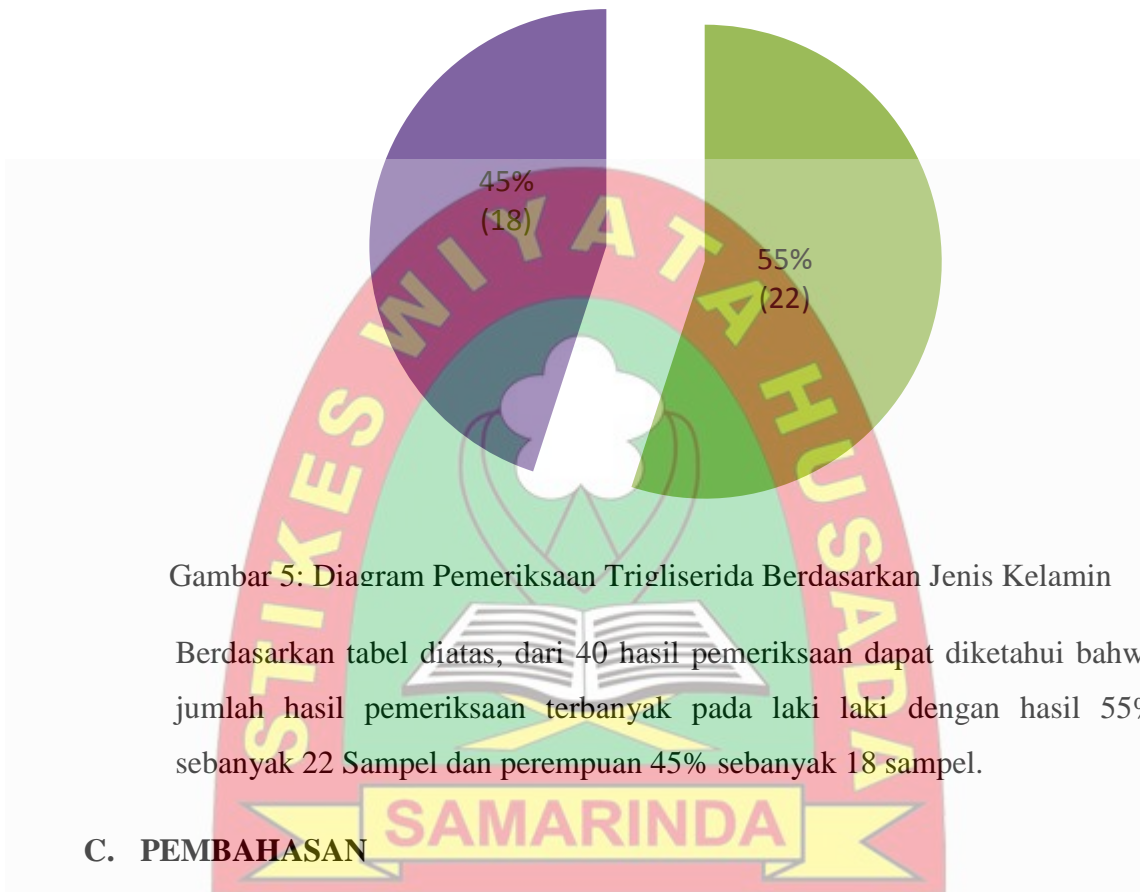 45%
(18)
55%
(22)
STIKES WIYATA HUSADA
SAMARINDA
Gambar 5: Diagram Pemeriksaan Trigliserida Berdasarkan Jenis Kelamin
Berdasarkan tabel diatas, dari 40 hasil pemeriksaan dapat diketahui bahw
jumlah hasil pemeriksaan terbanyak pada laki laki dengan hasil 55%
sebanyak 22 Sampel dan perempuan 45% sebanyak 18 sampel.
C. PEMBAHASAN